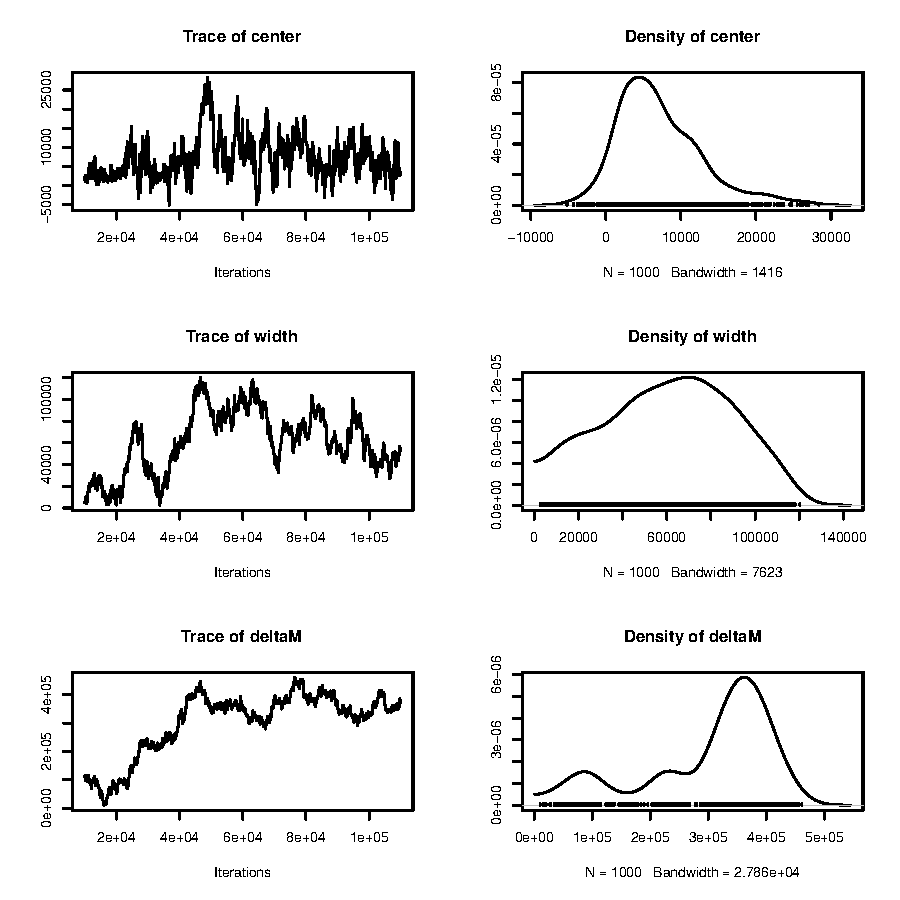 Trace of center
−5000 10000 25000
2e+04 4e+04 6e+04 8e+04 1e+05
Iterations
Density of center
0e+00 4e−05 8e−05
−10000 0 10000 20000 30000
N = 1000 Bandwidth = 1416
Trace of width
0 40000 100000
2e+04 4e+04 6e+04 8e+04 1e+05
Iterations
Density of width
0.0e+00 6.0e−06 1.2e−05
0 20000 60000 100000 140000
N = 1000 Bandwidth = 7623
Trace of deltaM
0e+00 2e+05 4e+05
2e+04 4e+04 6e+04 8e+04 1e+05
Iterations
Density of deltaM
0e+00 3e−06 6e−06
0e+00 1e+05 2e+05 3e+05 4e+05 5e+05
N = 1000 Bandwidth = 2.786e+04